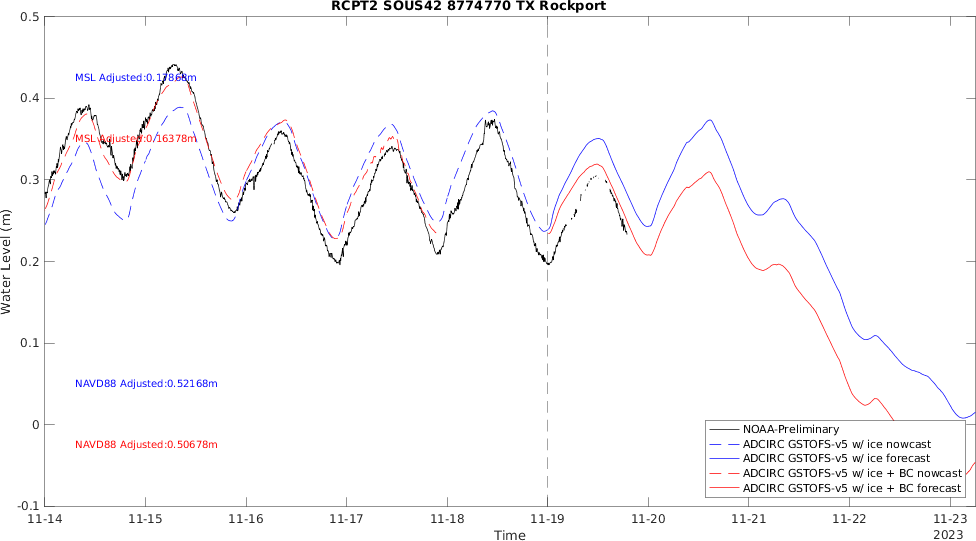 RCPT2 SOUS42 8774770 TX Rockport
0.5
0.4
0.3
0.2
0.1
0
-0.1
Water Level (m)
MSL Adjusted:0.17868m
MSL Adjusted:0.16378m
NAVD88 Adjusted:0.52168m
NAVD88 Adjusted:0.50678m
NOAA-Preliminary
ADCIRC GSTOFS-v5 w/ ice nowcast
ADCIRC GSTOFS-v5 w/ ice forecast
ADCIRC GSTOFS-v5 w/ ice + BC nowcast
ADCIRC GSTOFS-v5 w/ ice + BC forecast
11-14 11-15 11-16 11-17 11-18 11-19 11-20 11-21 11-22 11-23
Time
2023